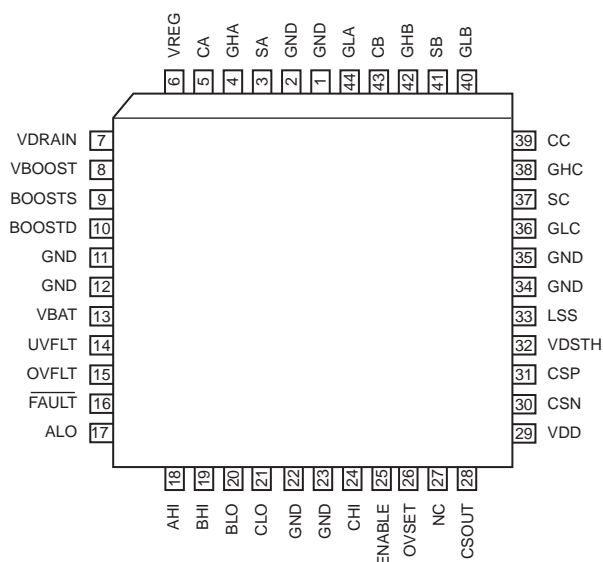 VREG CA GHA SA GND GND GLA CB GHB SB GLB
6 5 4 3 2 1 44 43 42 41 40
VDRAIN 7
VBOOST 8
BOOSTS 9
BOOSTD 10
GND 11
GND 12
VBAT 13
UVFLT 14
OVFLT 15
FAULT 16
ALO 17
39 CC
38 GHC
37 SC
36 GLC
35 GND
34 GND
33 LSS
32 VDSTH
31 CSP
30 CSN
29 VDD
18 19 20 21 22 23 24 25 26 27 28
AHI BHI BLO CLO GND GND CHI ENABLE OVSET NC CSOUT